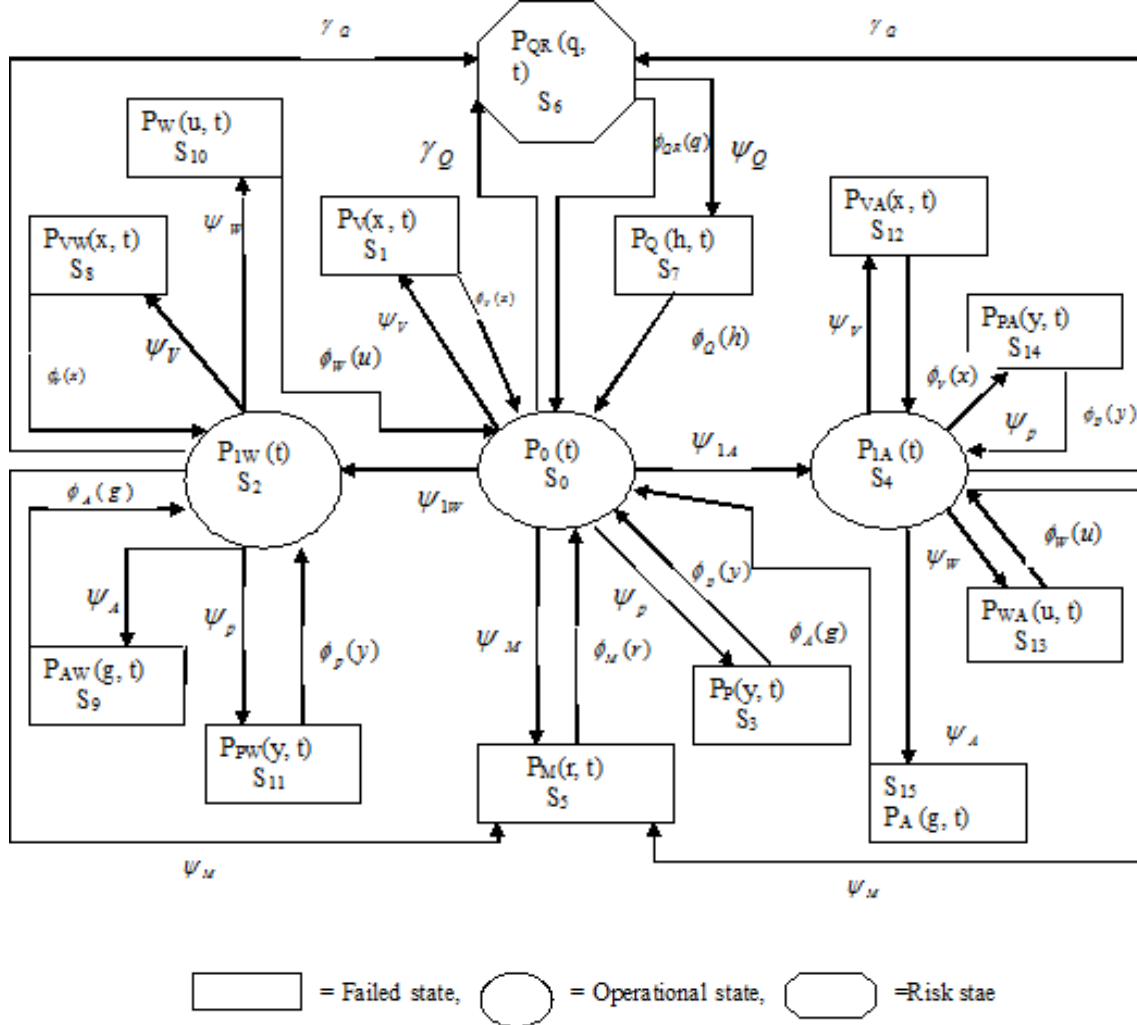 γ_Q
P_QR (q,
t)
S_6
γ_Q
P_W (u, t)
S_10
γ_Q
ϕ_QR(q)
ψ_Q
P_VW(x, t)
S_8
ψ_W
P_V(x, t)
S_1
P_Q (h, t)
S_7
P_VA(x, t)
S_12
ψ_V
ϕ_W(u)
ψ_V
ϕ_Q(h)
ψ_V
ϕ_V(x)
P_PA(y, t)
S_14
ψ_p
ϕ_p(y)
P_1W (t)
S_2
P_0 (t)
S_0
P_1A (t)
S_4
ψ_1W
ψ_1A
ϕ_A(g)
ψ_A
ψ_p
ϕ_p(y)
ψ_M
ϕ_M(r)
ψ_p
ϕ_p(y)
ϕ_A(g)
ψ_W
ϕ_W(u)
P_WA(u, t)
S_13
P_AW (g, t)
S_9
P_PW(y, t)
S_11
P_P(y, t)
S_3
P_M(r, t)
S_5
ψ_A
S_15
P_A (g, t)
ψ_M
ψ_M
= Failed state,
= Operational state,
=Risk stae